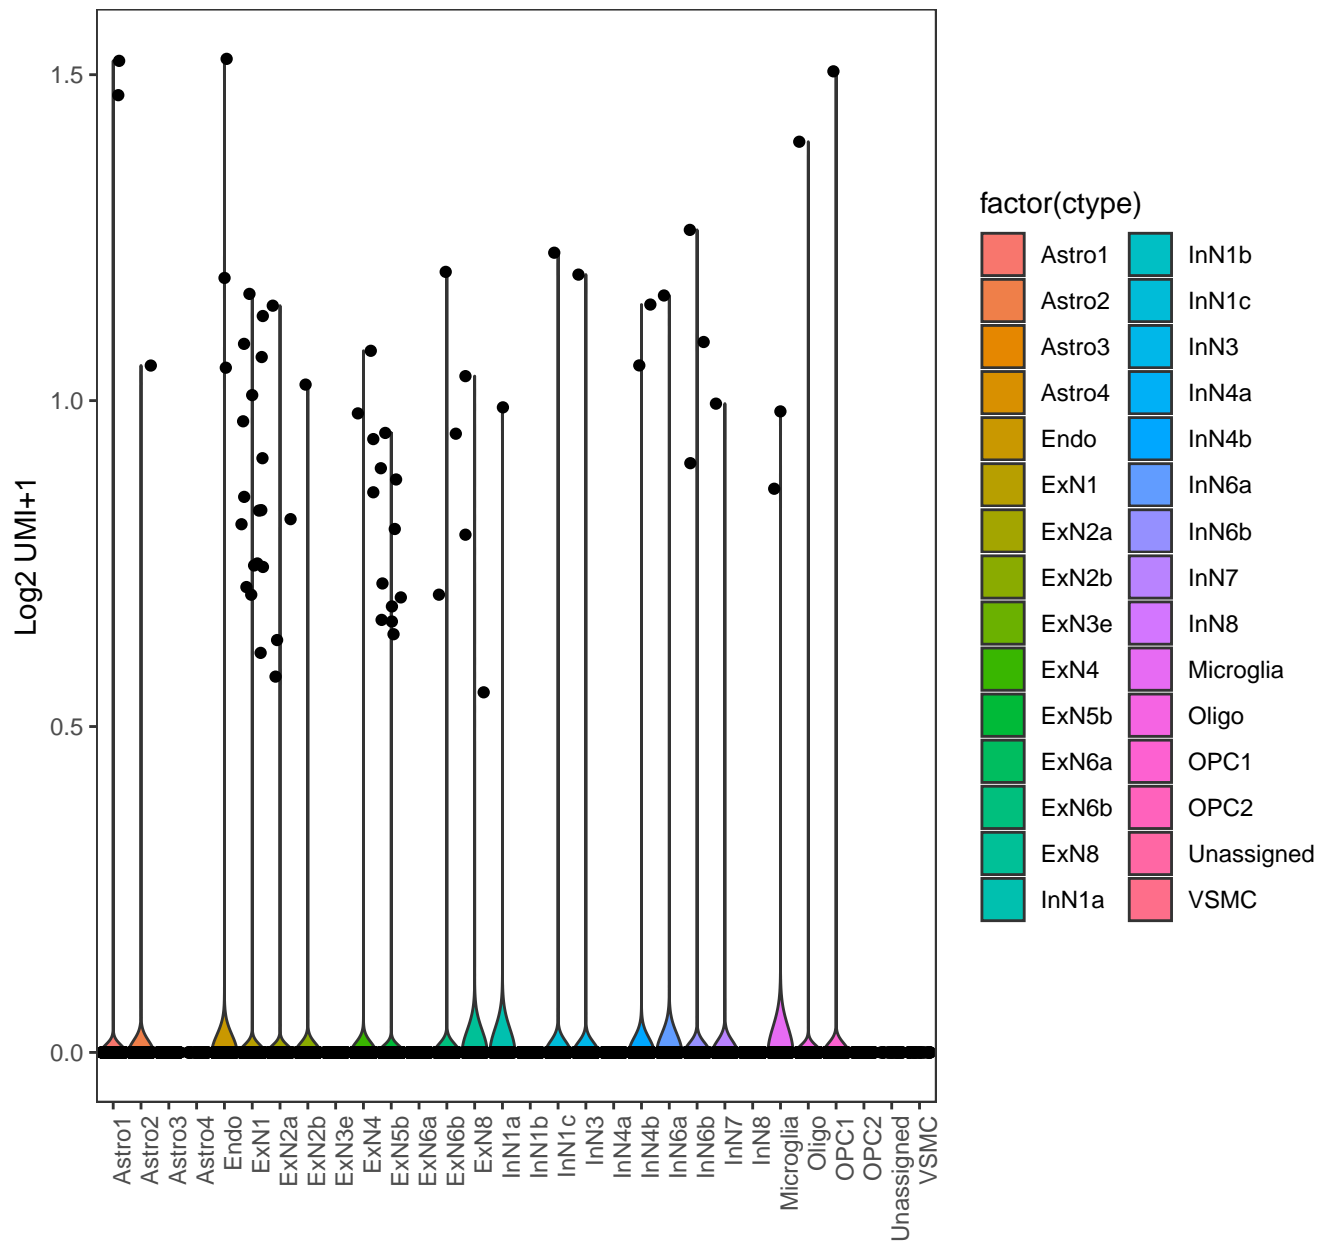 Log2 UMI+1
1.5
1.0
0.5
0.0
Astro1
Astro2
Astro3
Astro4
Endo
ExN1
ExN2a
ExN2b
ExN3e
ExN4
ExN5b
ExN6a
ExN6b
ExN8
InN1a
InN1b
InN1c
InN3
InN4a
InN4b
InN6a
InN6b
InN7
InN8
Microglia
Oligo
OPC1
OPC2
Unassigned
VSMC
factor(ctype)
Astro1
Astro2
Astro3
Astro4
Endo
ExN1
ExN2a
ExN2b
ExN3e
ExN4
ExN5b
ExN6a
ExN6b
ExN8
InN1a
InN1b
InN1c
InN3
InN4a
InN4b
InN6a
InN6b
InN7
InN8
Microglia
Oligo
OPC1
OPC2
Unassigned
VSMC